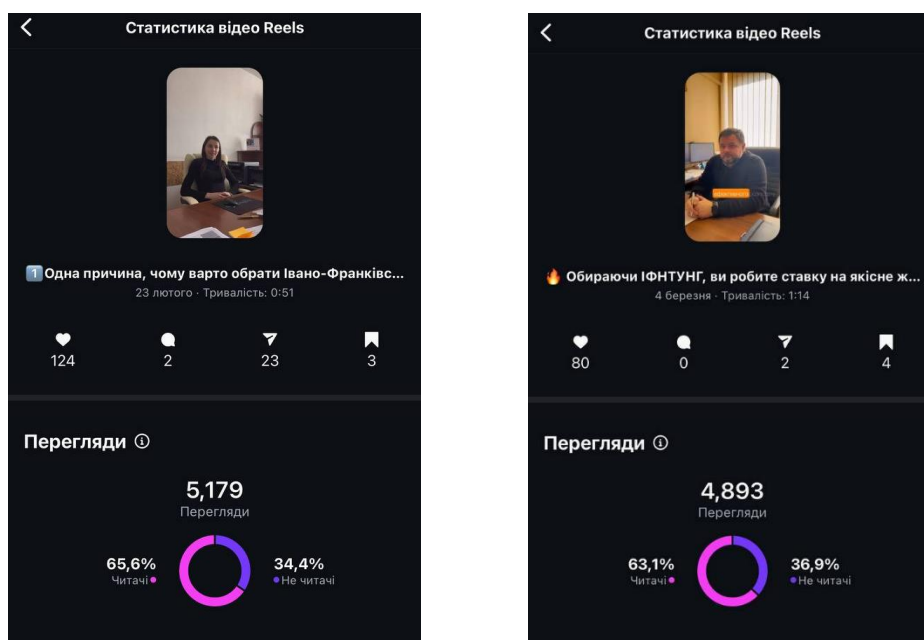 Статистика відео Reels
1 Одна причина, чому варто обрати Івано-Франківс...
23 лютого · Тривалість: 0:51
124 2 23 3
Перегляди
5,179
Перегляди
65,6% 34,4%
Читачі Не читачі
Статистика відео Reels
🔥 Обираючи ІФНТУНГ, ви робите ставку на якісне ж...
4 березня · Тривалість: 1:14
80 0 2 4
Перегляди
4,893
Перегляди
63,1% 36,9%
Читачі Не читачі